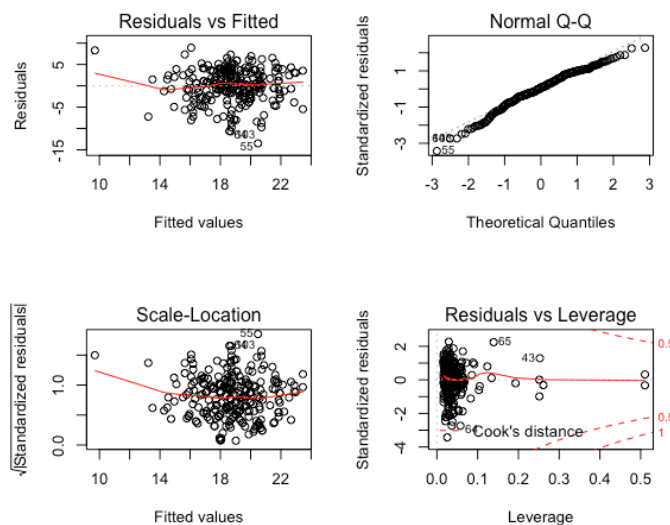 Residuals vs Fitted
Residuals
5
-5
-15
55
10 14 18 22
Fitted values
Normal Q-Q
Standardized residuals
1
-1
-3
55
-3 -2 -1 0 1 2 3
Theoretical Quantiles
Scale-Location
√|Standardized residuals|
1.0
0.0
55
10 14 18 22
Fitted values
Residuals vs Leverage
Standardized residuals
2
0
-2
-4
65
43
64
Cook's distance
0.5
0.5
1
0.0 0.1 0.2 0.3 0.4 0.5
Leverage